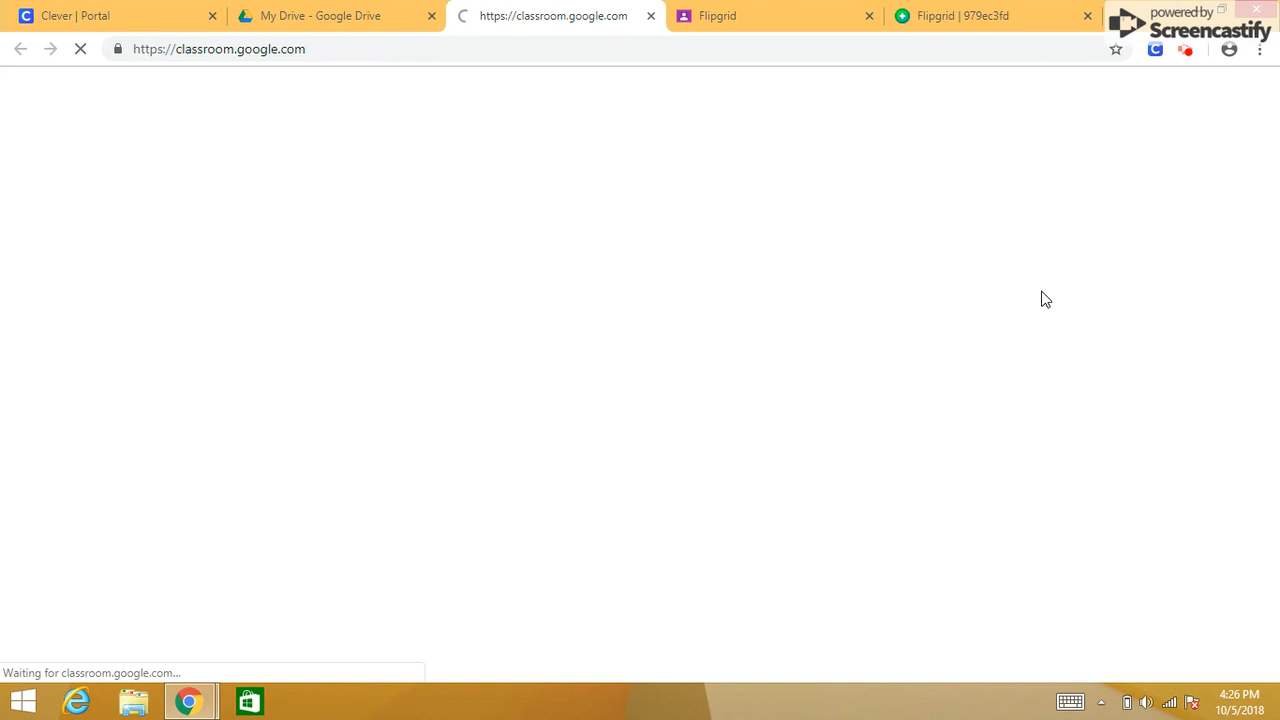 Clever | Portal
My Drive - Google Drive
https://classroom.google.com
Flipgrid
Flipgrid | 979ec3fd
powered by
Screencastify
https://classroom.google.com
Waiting for classroom.google.com...
4:26 PM
10/5/2018